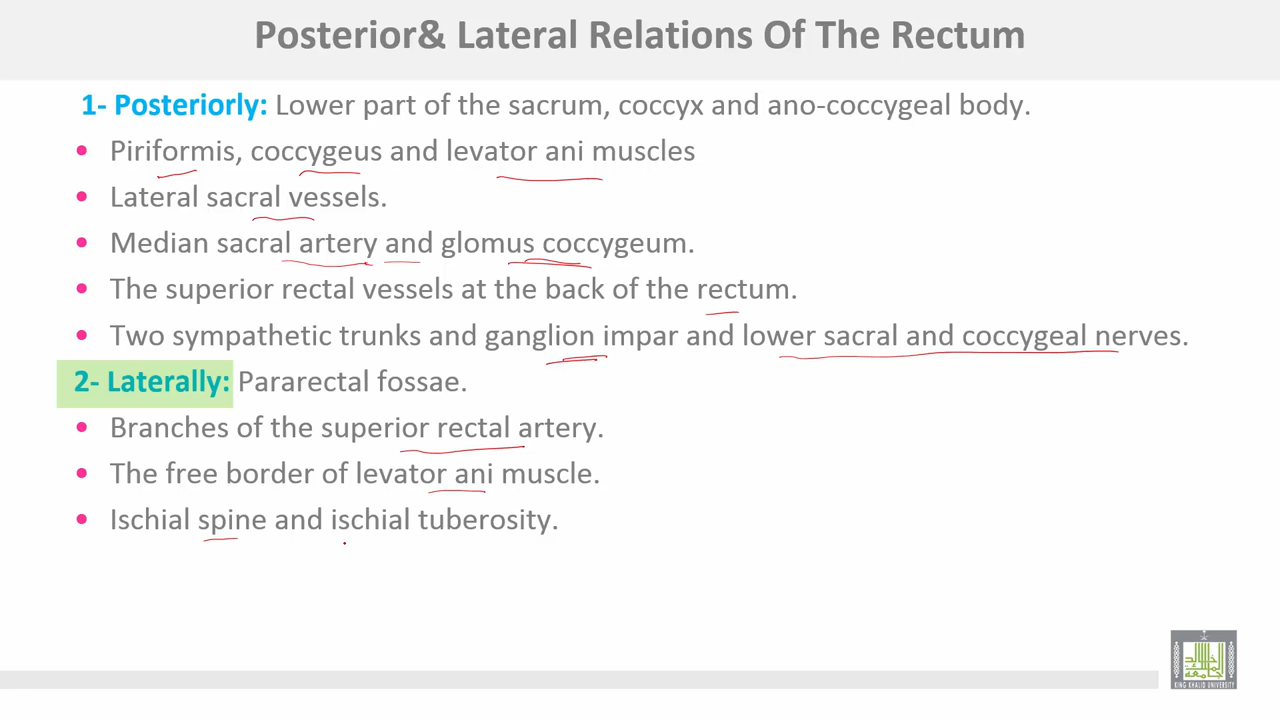 Posterior& Lateral Relations Of The Rectum
1- Posteriorly: Lower part of the sacrum, coccyx and ano-coccygeal body.
• Piriformis, coccygeus and levator ani muscles
• Lateral sacral vessels.
• Median sacral artery and glomus coccygeum.
• The superior rectal vessels at the back of the rectum.
• Two sympathetic trunks and ganglion impar and lower sacral and coccygeal nerves.
2- Laterally: Pararectal fossae.
• Branches of the superior rectal artery.
• The free border of levator ani muscle.
• Ischial spine and ischial tuberosity.
KING KHALID UNIVERSITY